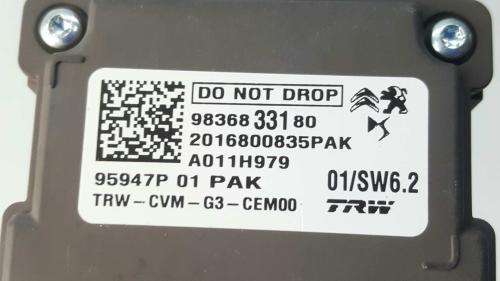 DO NOT DROP
98368 331 80
2016800835PAK
A011H979
95947P 01 PAK 01/SW6.2
TRW-CVM-G3-CEM00 TRW